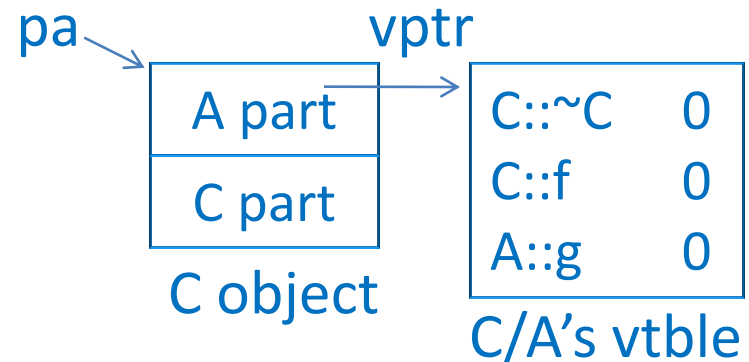 pa
vptr
A part
C part
C object
C::~C 0
C::f 0
A::g 0
C/A's vtble